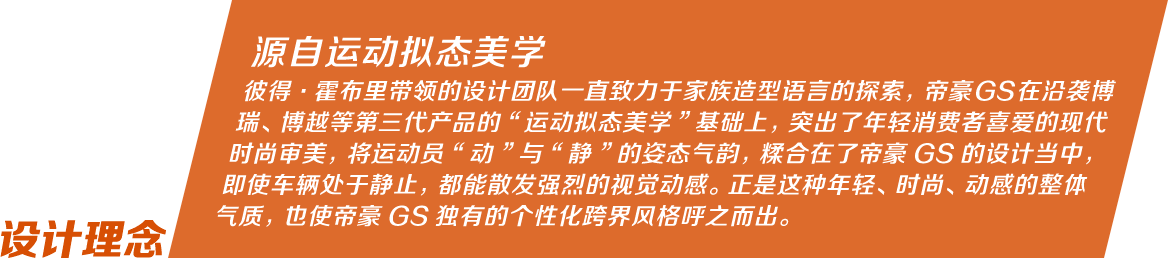 源自运动拟态美学
彼得·霍布里带领的设计团队一直致力于家族造型语言的探索，帝豪GS在沿袭博
瑞、博越等第三代产品的“运动拟态美学”基础上，突出了年轻消费者喜爱的现代
时尚审美，将运动员“动”与“静”的姿态气韵，糅合在了帝豪 GS 的设计当中，
即使车辆处于静止，都能散发强烈的视觉动感。正是这种年轻、时尚、动感的整体
气质，也使帝豪 GS 独有的个性化跨界风格呼之而出。
设计理念